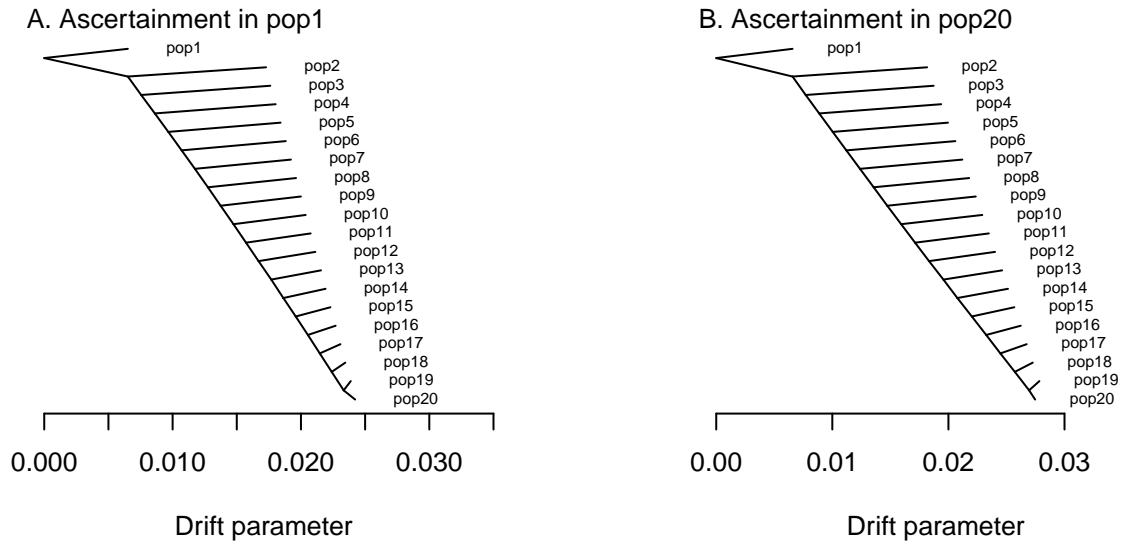 A. Ascertainment in pop1
pop1
pop2
pop3
pop4
pop5
pop6
pop7
pop8
pop9
pop10
pop11
pop12
pop13
pop14
pop15
pop16
pop17
pop18
pop19
pop20
0.000 0.010 0.020 0.030
Drift parameter
B. Ascertainment in pop20
pop1
pop2
pop3
pop4
pop5
pop6
pop7
pop8
pop9
pop10
pop11
pop12
pop13
pop14
pop15
pop16
pop17
pop18
pop19
pop20
0.00 0.01 0.02 0.03
Drift parameter